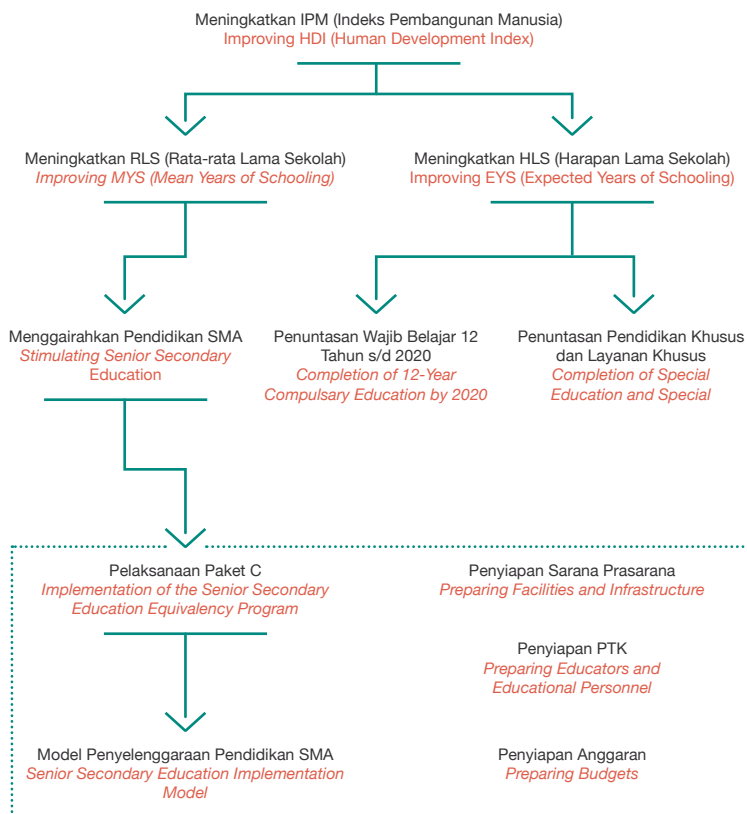 Meningkatkan IPM (Indeks Pembangunan Manusia)
Improving HDI (Human Development Index)
Meningkatkan RLS (Rata-rata Lama Sekolah)
Improving MYS (Mean Years of Schooling)
Meningkatkan HLS (Harapan Lama Sekolah)
Improving EYS (Expected Years of Schooling)
Menggairahkan Pendidikan SMA
Stimulating Senior Secondary
Education
Penuntasan Wajib Belajar 12
Tahun s/d 2020
Completion of 12-Year
Compulsary Education by 2020
Penuntasan Pendidikan Khusus
dan Layanan Khusus
Completion of Special
Education and Special
Pelaksanaan Paket C
Implementation of the Senior Secondary
Education Equivalency Program
Penyiapan Sarana Prasarana
Preparing Facilities and Infrastructure
Penyiapan PTK
Preparing Educators and
Educational Personnel
Model Penyelenggaraan Pendidikan SMA
Senior Secondary Education Implementation
Model
Penyiapan Anggaran
Preparing Budgets